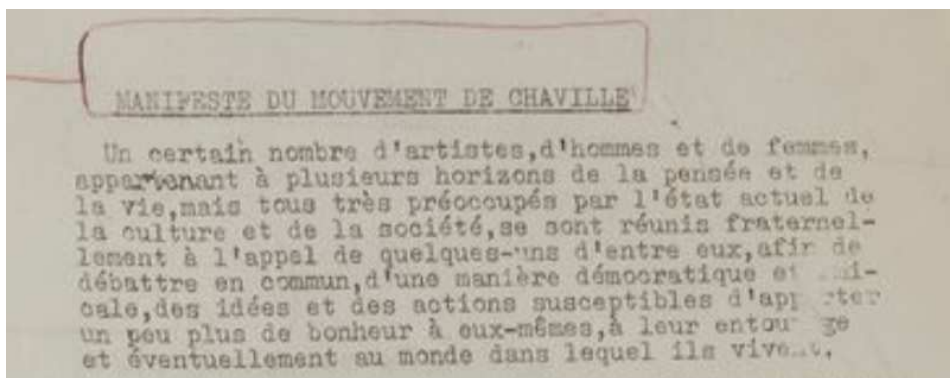 MANIFESTE DU MOUVEMENT DE CHAVILLE
Un certain nombre d'artistes,d'hommes et de femmes,
appartenant à plusieurs horizons de la pensée et de
la vie,mais tous très préoccupés par l'état actuel de
la culture et de la société,se sont réunis fraternel-
lement à l'appel de quelques-uns d'entre eux,afin de
débattre en commun,d'une manière démocratique et ami-
cale,des idées et des actions susceptibles d'apporter
un peu plus de bonheur à eux-mêmes,à leur entourage
et éventuellement au monde dans lequel ils vivent.